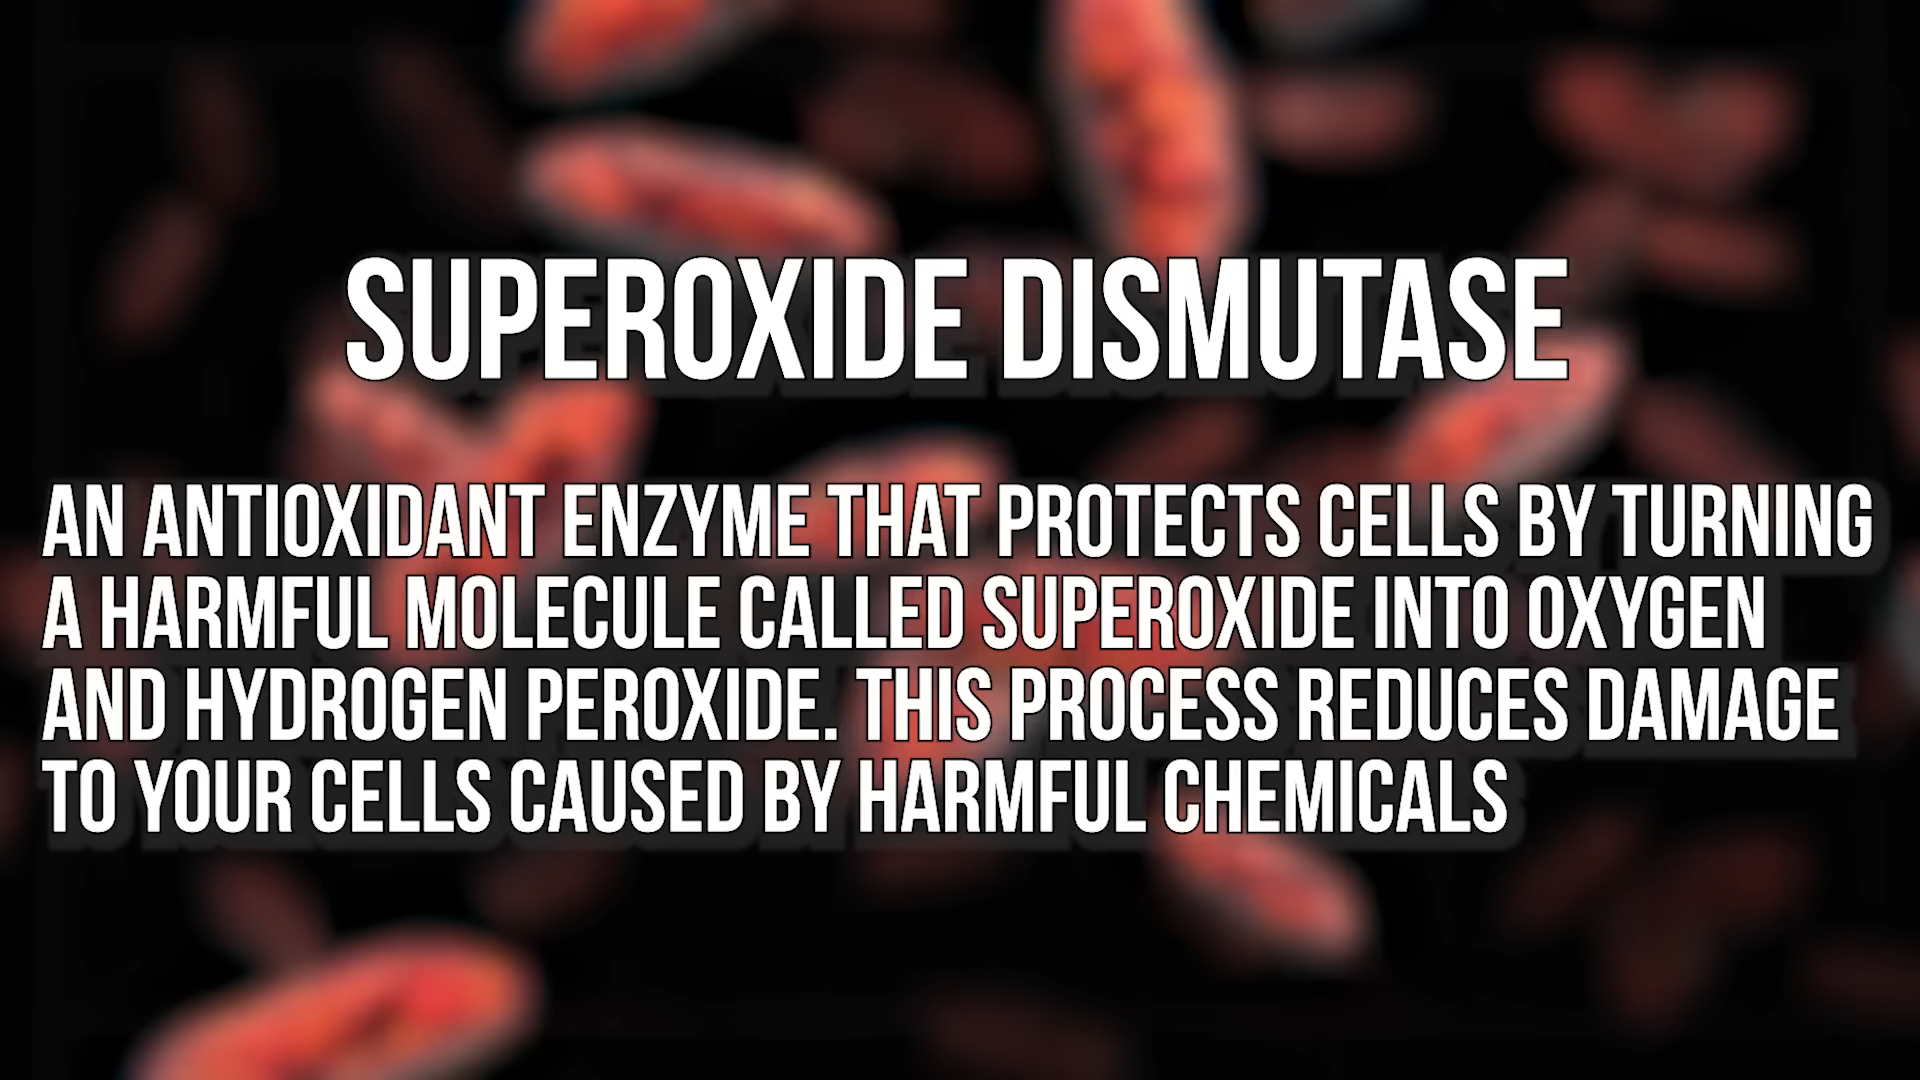 SUPEROXIDE DISMUTASE
AN ANTIOXIDANT ENZYME THAT PROTECTS CELLS BY TURNING
A HARMFUL MOLECULE CALLED SUPEROXIDE INTO OXYGEN
AND HYDROGEN PEROXIDE. THIS PROCESS REDUCES DAMAGE
TO YOUR CELLS CAUSED BY HARMFUL CHEMICALS